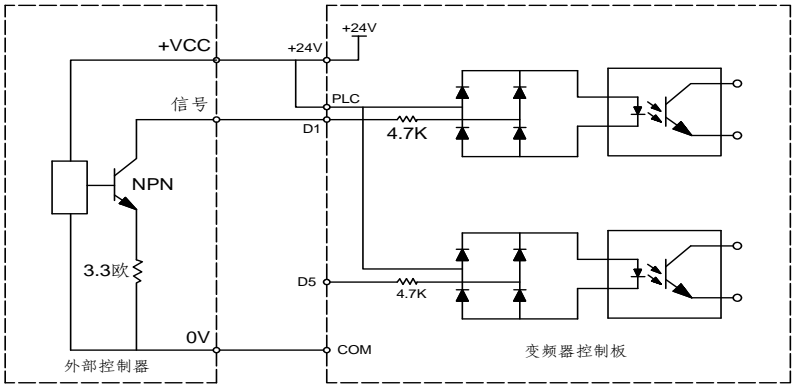 +24V
+VCC
+24V
信号
PLC
D1
4.7K
NPN
3.3欧
D5
4.7K
0V
COM
外部控制器
变频器控制板